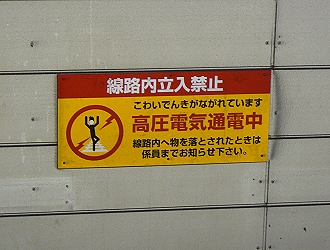 線路内立入禁止
こわいでんきがながれています
高圧電気通電中
線路内へ物を落とされたときは
係員までお知らせ下さい。